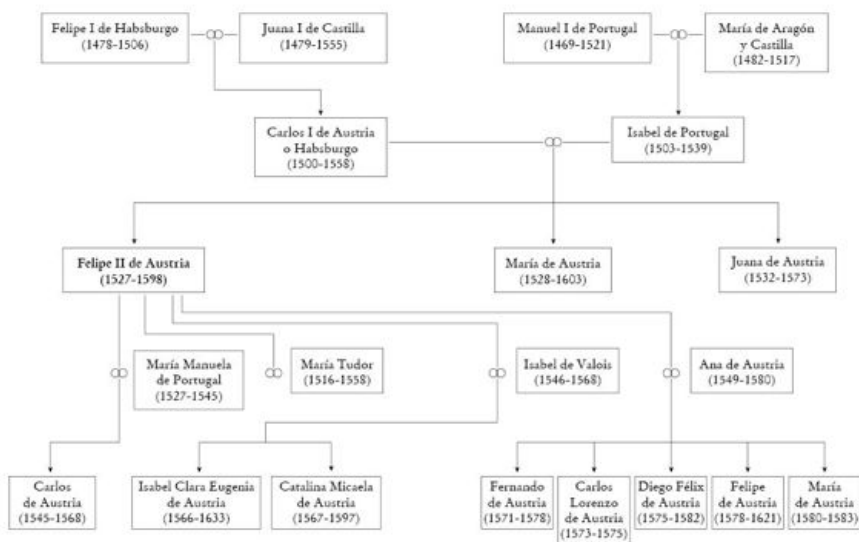 Felipe I de Habsburgo
(1478-1506)
Juana I de Castilla
(1479-1555)
Manuel I de Portugal
(1469-1521)
María de Aragón
y Castilla
(1482-1517)
Carlos I de Austria
o Habsburgo
(1500-1558)
Isabel de Portugal
(1503-1539)
Felipe II de Austria
(1527-1598)
María de Austria
(1528-1603)
Juana de Austria
(1532-1573)
María Manuela
de Portugal
(1527-1545)
María Tudor
(1516-1558)
Isabel de Valois
(1546-1568)
Ana de Austria
(1549-1580)
Carlos
de Austria
(1545-1568)
Isabel Clara Eugenia
de Austria
(1566-1633)
Catalina Micaela
de Austria
(1567-1597)
Fernando
de Austria
(1571-1578)
Carlos
Lorenzo
de Austria
(1573-1575)
Diego Félix
de Austria
(1575-1582)
Felipe
de Austria
(1578-1621)
María
de Austria
(1580-1583)